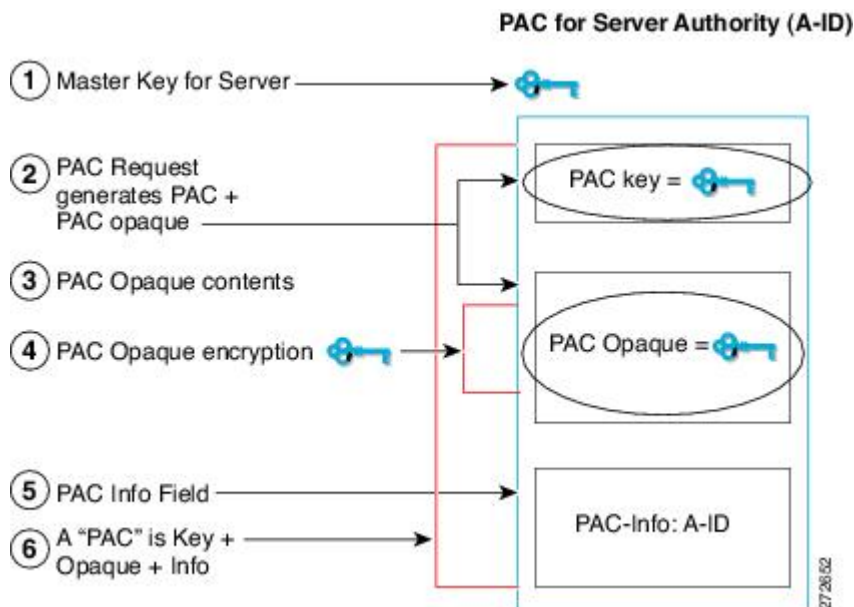 PAC for Server Authority (A-ID)
1 Master Key for Server
2 PAC Request
generates PAC +
PAC opaque
PAC key =
3 PAC Opaque contents
4 PAC Opaque encryption
PAC Opaque =
5 PAC Info Field
PAC-Info: A-ID
6 A “PAC” is Key +
Opaque + Info
272652